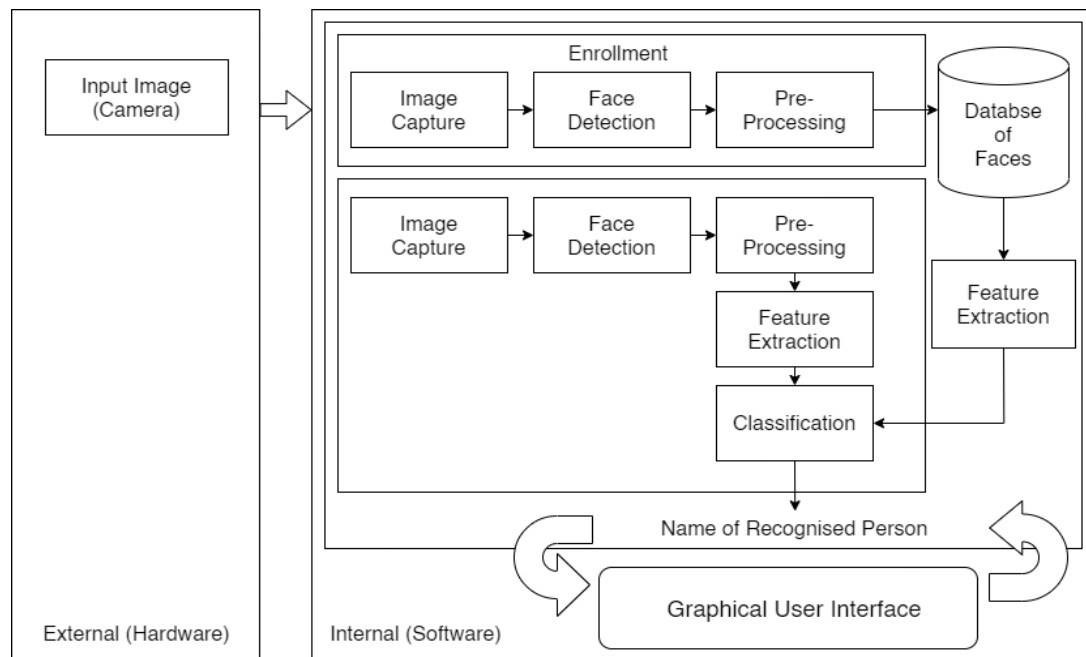 Input Image
(Camera)
External (Hardware)
Enrollment
Image
Capture
Face
Detection
Pre-
Processing
Databse
of
Faces
Image
Capture
Face
Detection
Pre-
Processing
Feature
Extraction
Feature
Extraction
Classification
Name of Recognised Person
Graphical User Interface
Internal (Software)